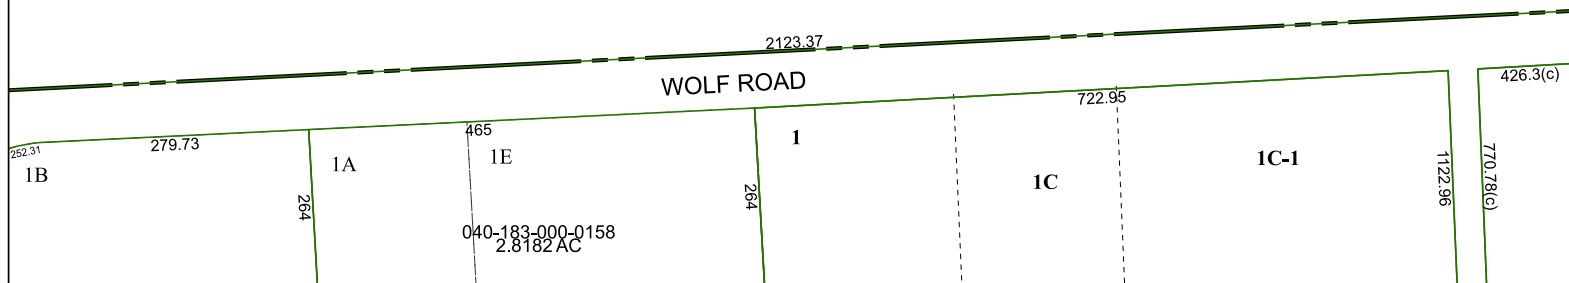 2123.37
WOLF ROAD
426.3(c)
722.95
465
279.73
252.31
1B
1A
1E
1
1C
1C-1
264
264
1122.96
770.78(c)
040-183-000-0158
2.8182 AC